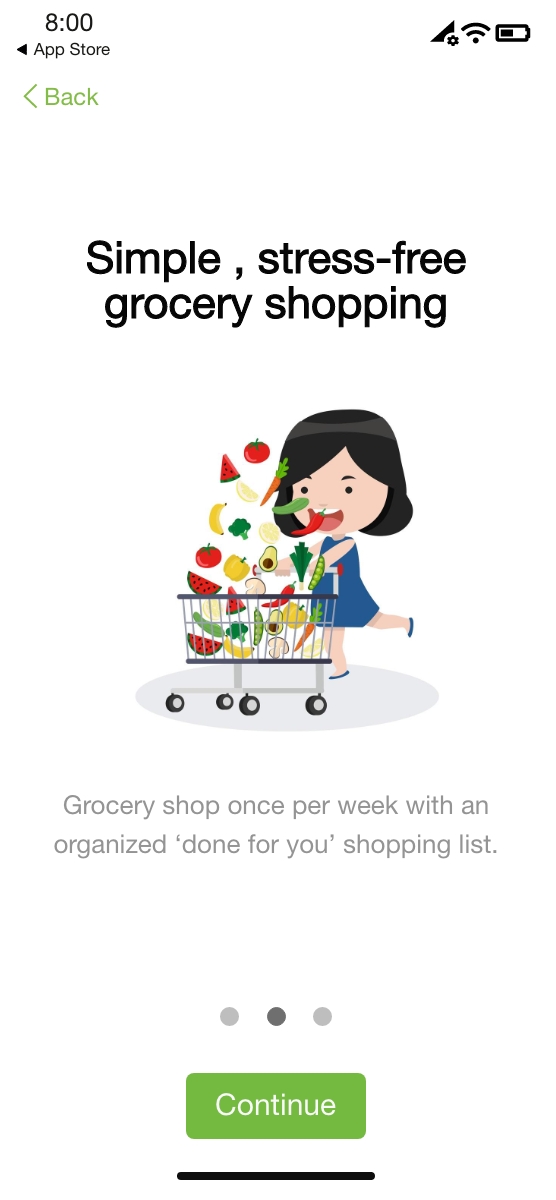 8:00
App Store
Back
Simple , stress-free
grocery shopping
Grocery shop once per week with an
organized ‘done for you’ shopping list.
Continue